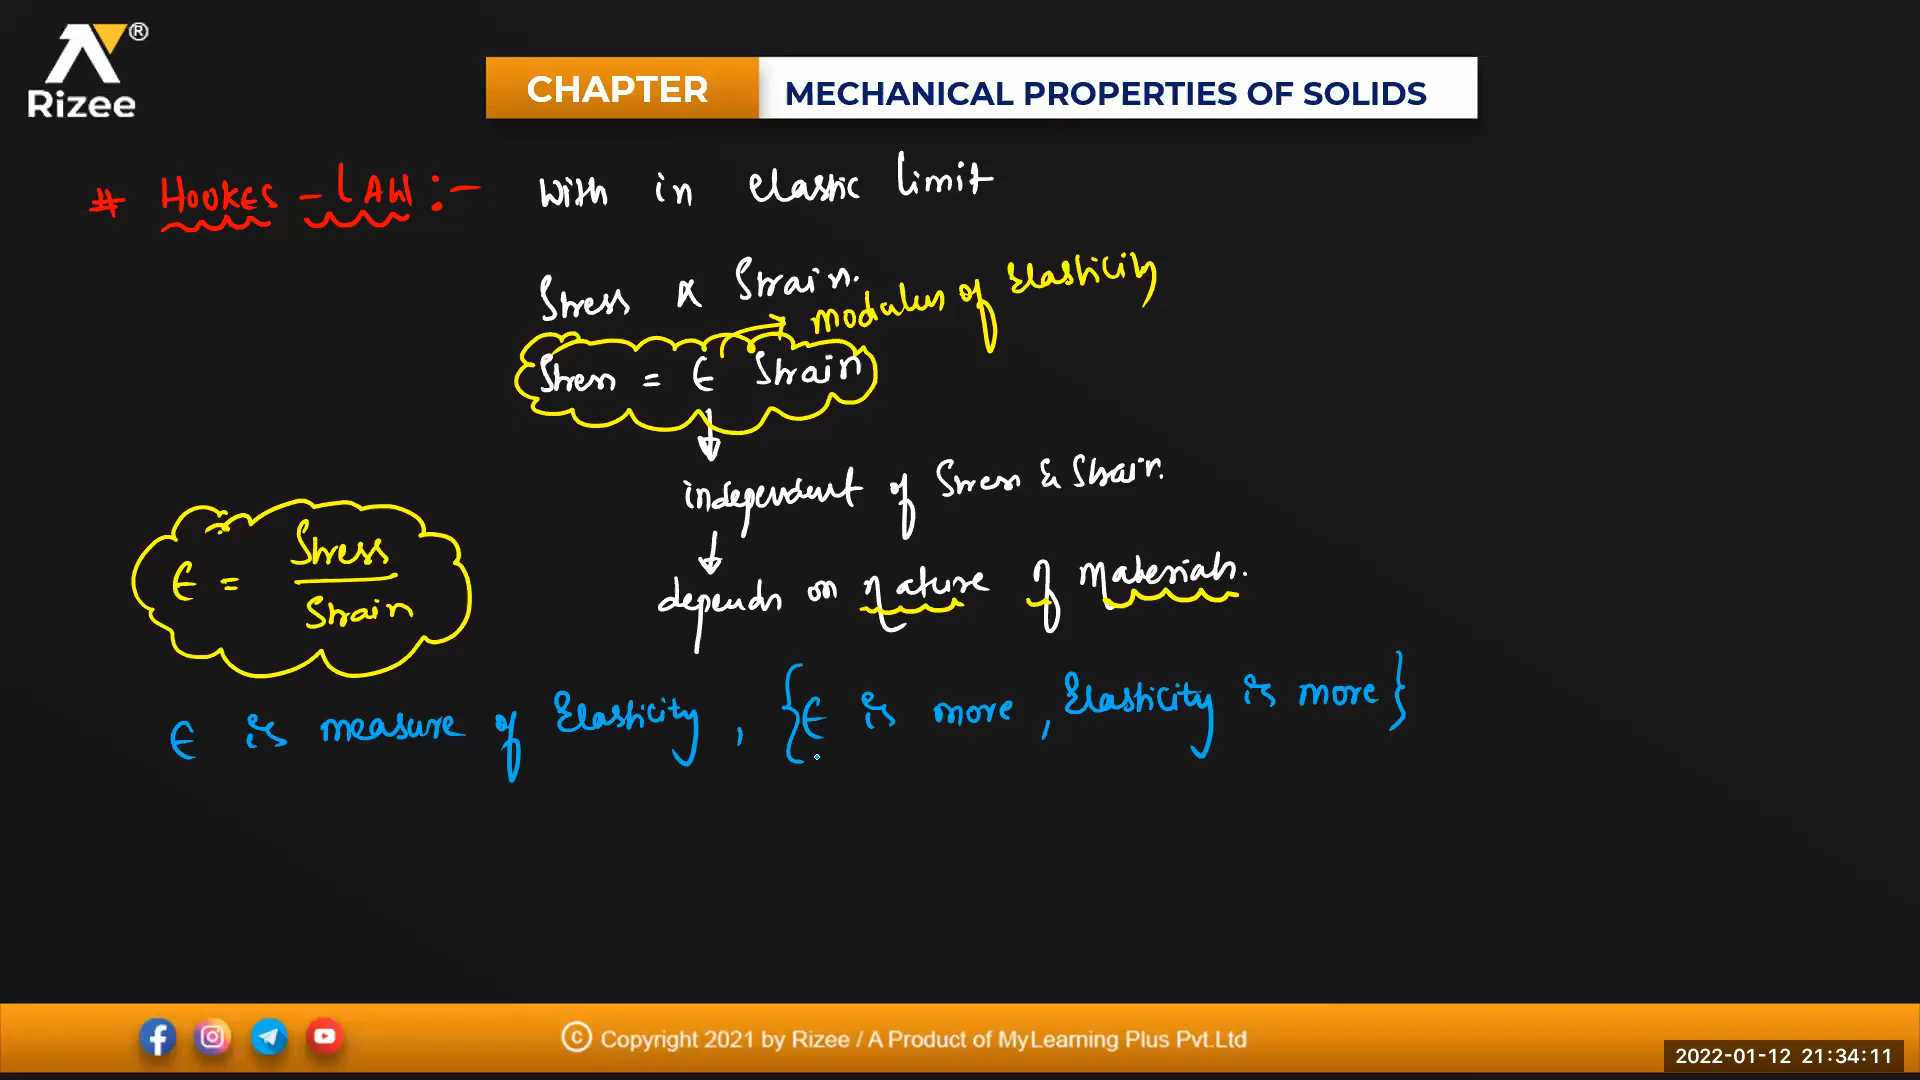 Rizee®
CHAPTER MECHANICAL PROPERTIES OF SOLIDS
# HOOKES - LAW :- with in elastic limit
Stress ∝ Strain.
modulus of Elasticity
Stress = E Strain
independent of Stress & Strain.
E = Stress
Strain
depends on nature of Materials.
E is measure of Elasticity, {E is more, Elasticity is more}
© Copyright 2021 by Rizee / A Product of MyLearning Plus Pvt.Ltd
2022-01-12 21:34:11